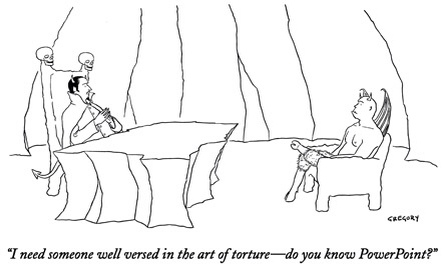 GREGORY
“I need someone well versed in the art of torture—do you know PowerPoint?”